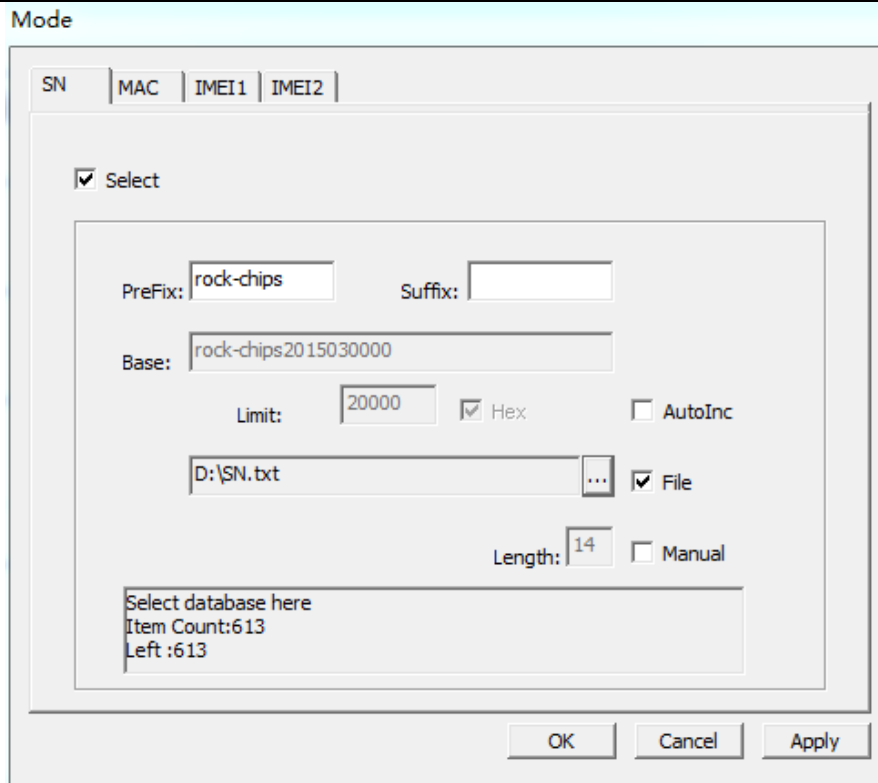 Mode
SN MAC IMEI1 IMEI2
Select
PreFix: rock-chips Suffix:
Base: rock-chips2015030000
Limit: 20000 Hex AutoInc
D:\SN.txt ... File
Length: 14 Manual
Select database here
Item Count:613
Left :613
OK Cancel Apply